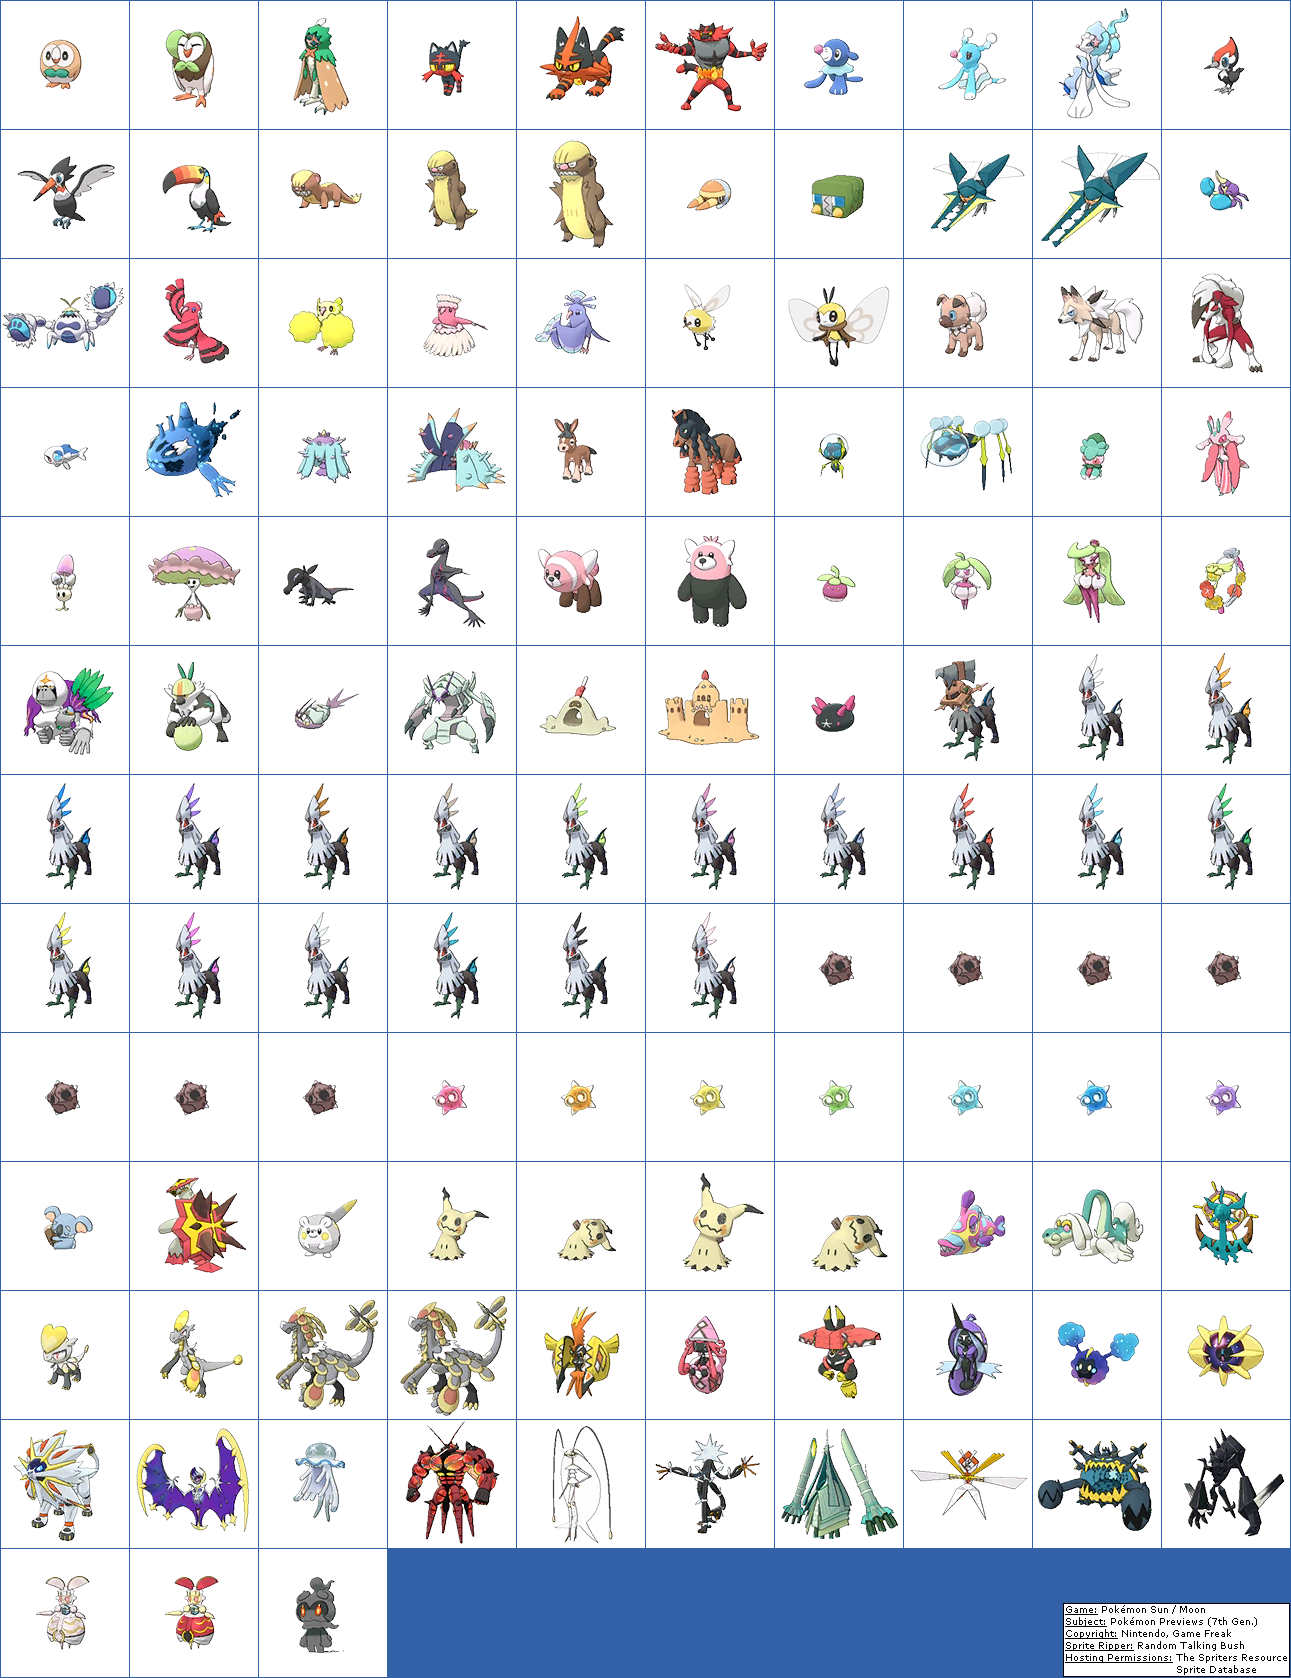 Game: Pokémon Sun / Moon
Subject: Pokémon Previews (7th Gen.)
Copyright: Nintendo, Game Freak
Sprite Ripper: Random Talking Bush
Hosting Permissions: The Spriters Resource
Sprite Database